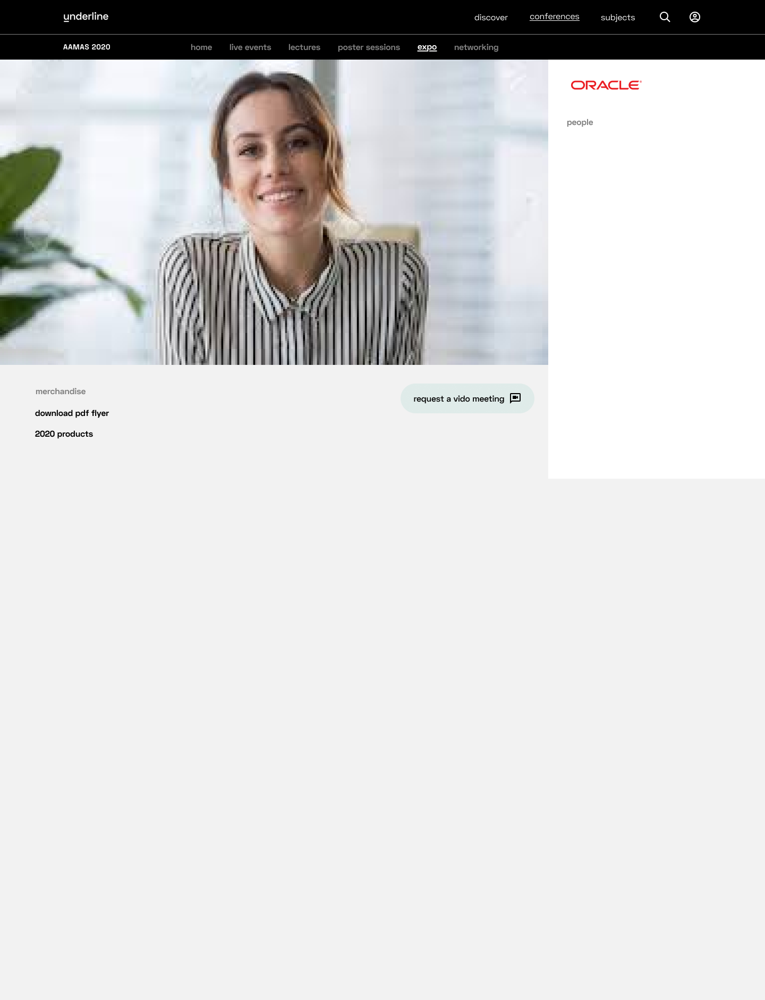 underline
discover conferences subjects
AAMAS 2020
home live events lectures poster sessions expo networking
ORACLE®
people
merchandise
download pdf flyer
2020 products
request a vido meeting